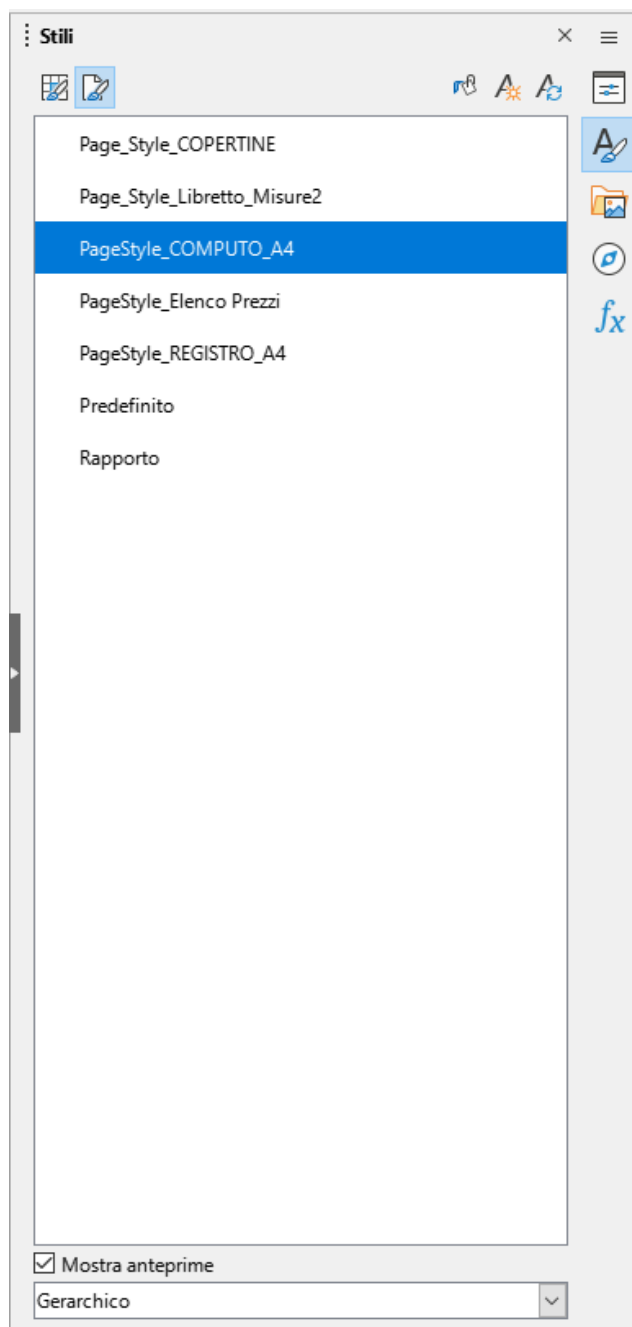 Stili
Page_Style_COPERTINE
Page_Style_Libretto_Misure2
PageStyle_COMPUTO_A4
PageStyle_Elenco Prezzi
PageStyle_REGISTRO_A4
Predefinito
Rapporto
Mostra anteprime
Gerarchico